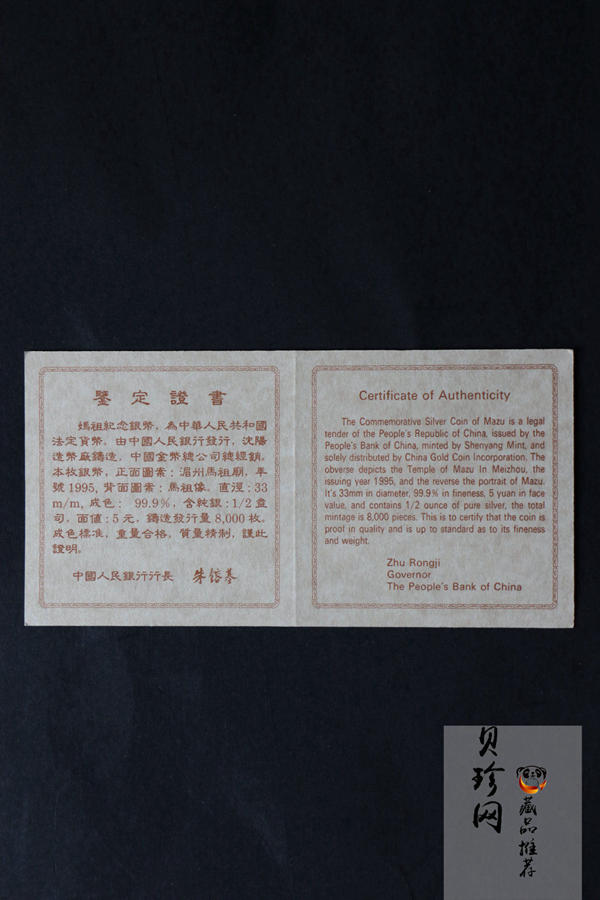 鑒定證書
媽祖紀念銀幣，為中華人民共和國
法定貨幣，由中國人民銀行發行，沈陽
造幣廠鑄造，中國金幣總公司總經銷。
本枚銀幣，正面圖案：湄州馬祖廟，年
號1995，背面圖案：馬祖像。直徑：33
m/m，成色： 99.9％，含純銀：1/2盎
司，面值：5元，鑄造發行量8,000枚。
成色標准，重量合格，質量精制，謹此
證明。
中國人民銀行行長 朱镕基
Certificate of Authenticity
The Commemorative Silver Coin of Mazu is a legal
tender of the People's Republic of China, issued by the
People's Bank of China, minted by Shenyang Mint, and
solely distributed by China Gold Coin Incorporation. The
obverse depicts the Temple of Mazu In Meizhou, the
issuing year 1995, and the reverse the portrait of Mazu.
It's 33mm in diameter, 99.9% in fineness, 5 yuan in face
value, and contains 1/2 ounce of pure silver, the total
mintage is 8,000 pieces. This is to certify that the coin is
proof in quality and is up to standard as to its fineness
and weight.
Zhu Rongji
Governor
The People's Bank of China
贝珍网
藏品推荐